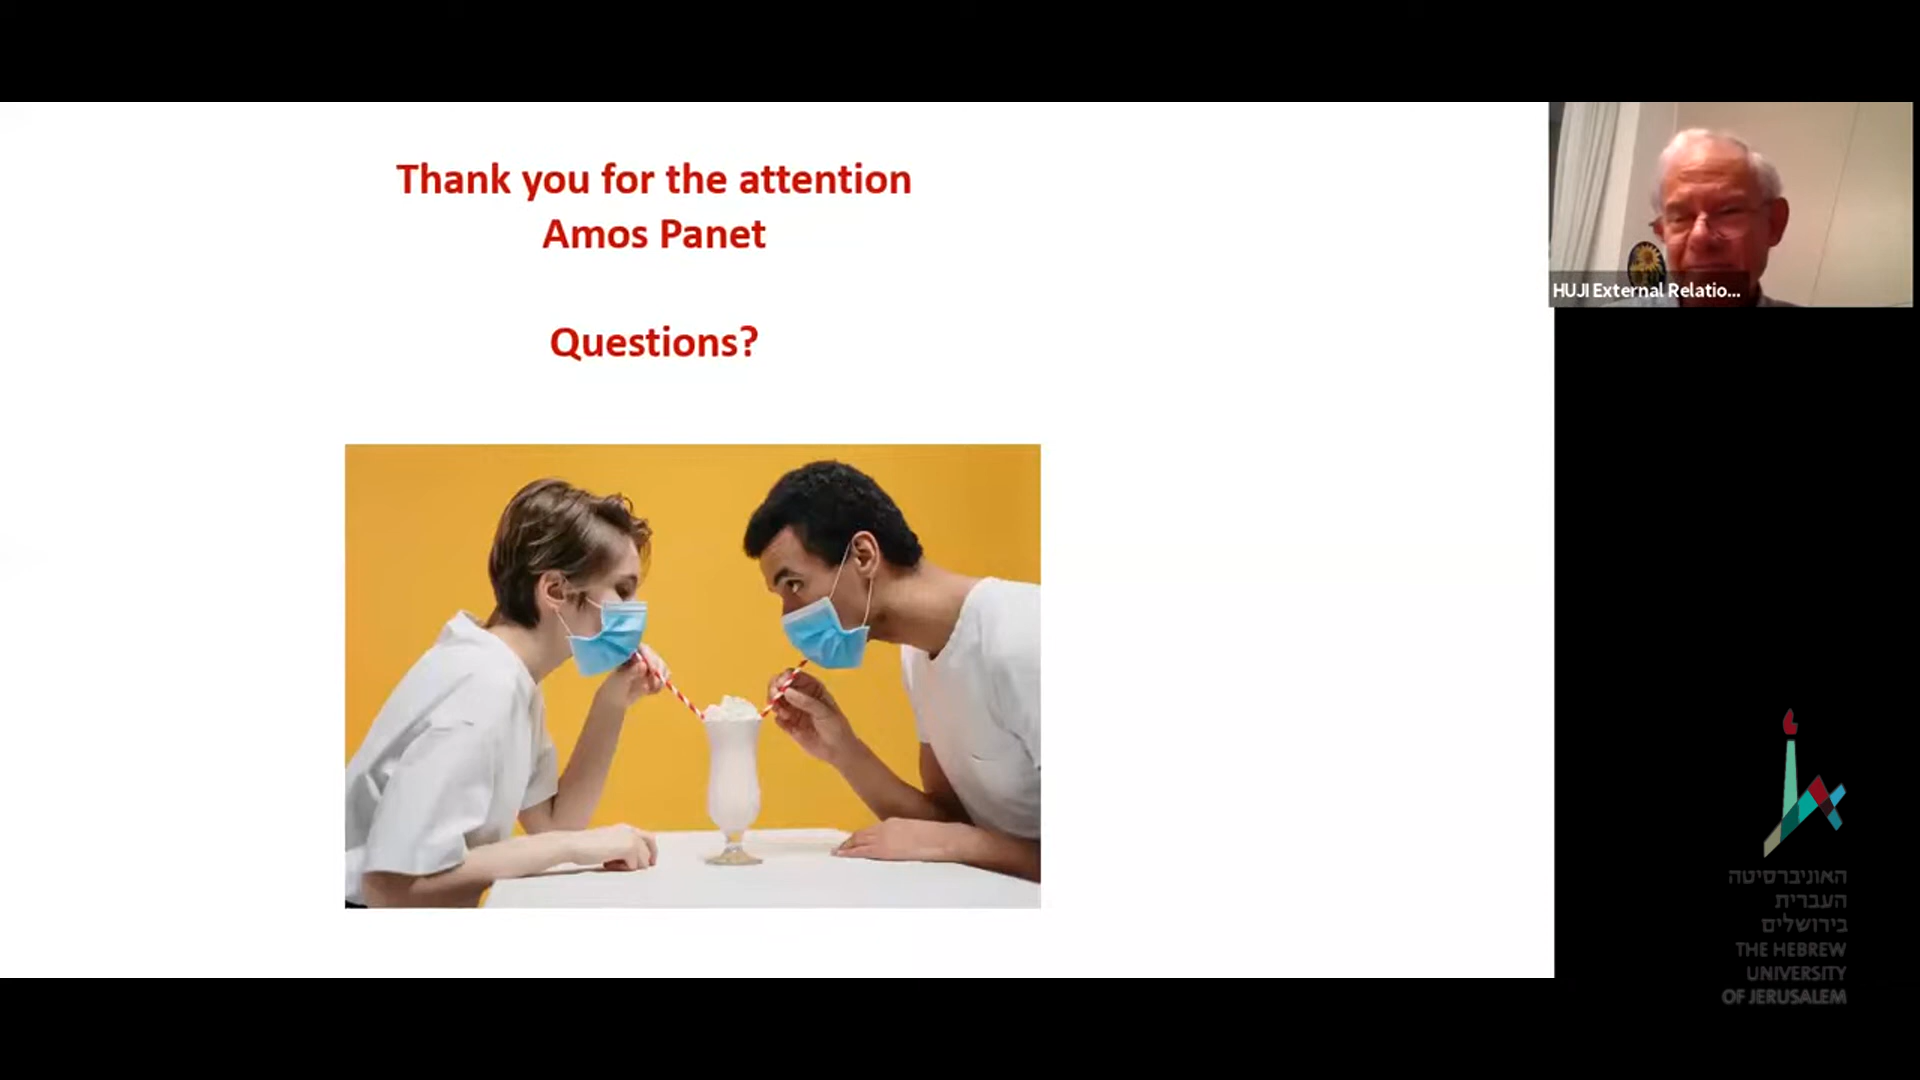 Thank you for the attention
Amos Panet
Questions?
HUJI External Relatio...
האוניברסיטה
העברית
בירושלים
THE HEBREW
UNIVERSITY
OF JERUSALEM